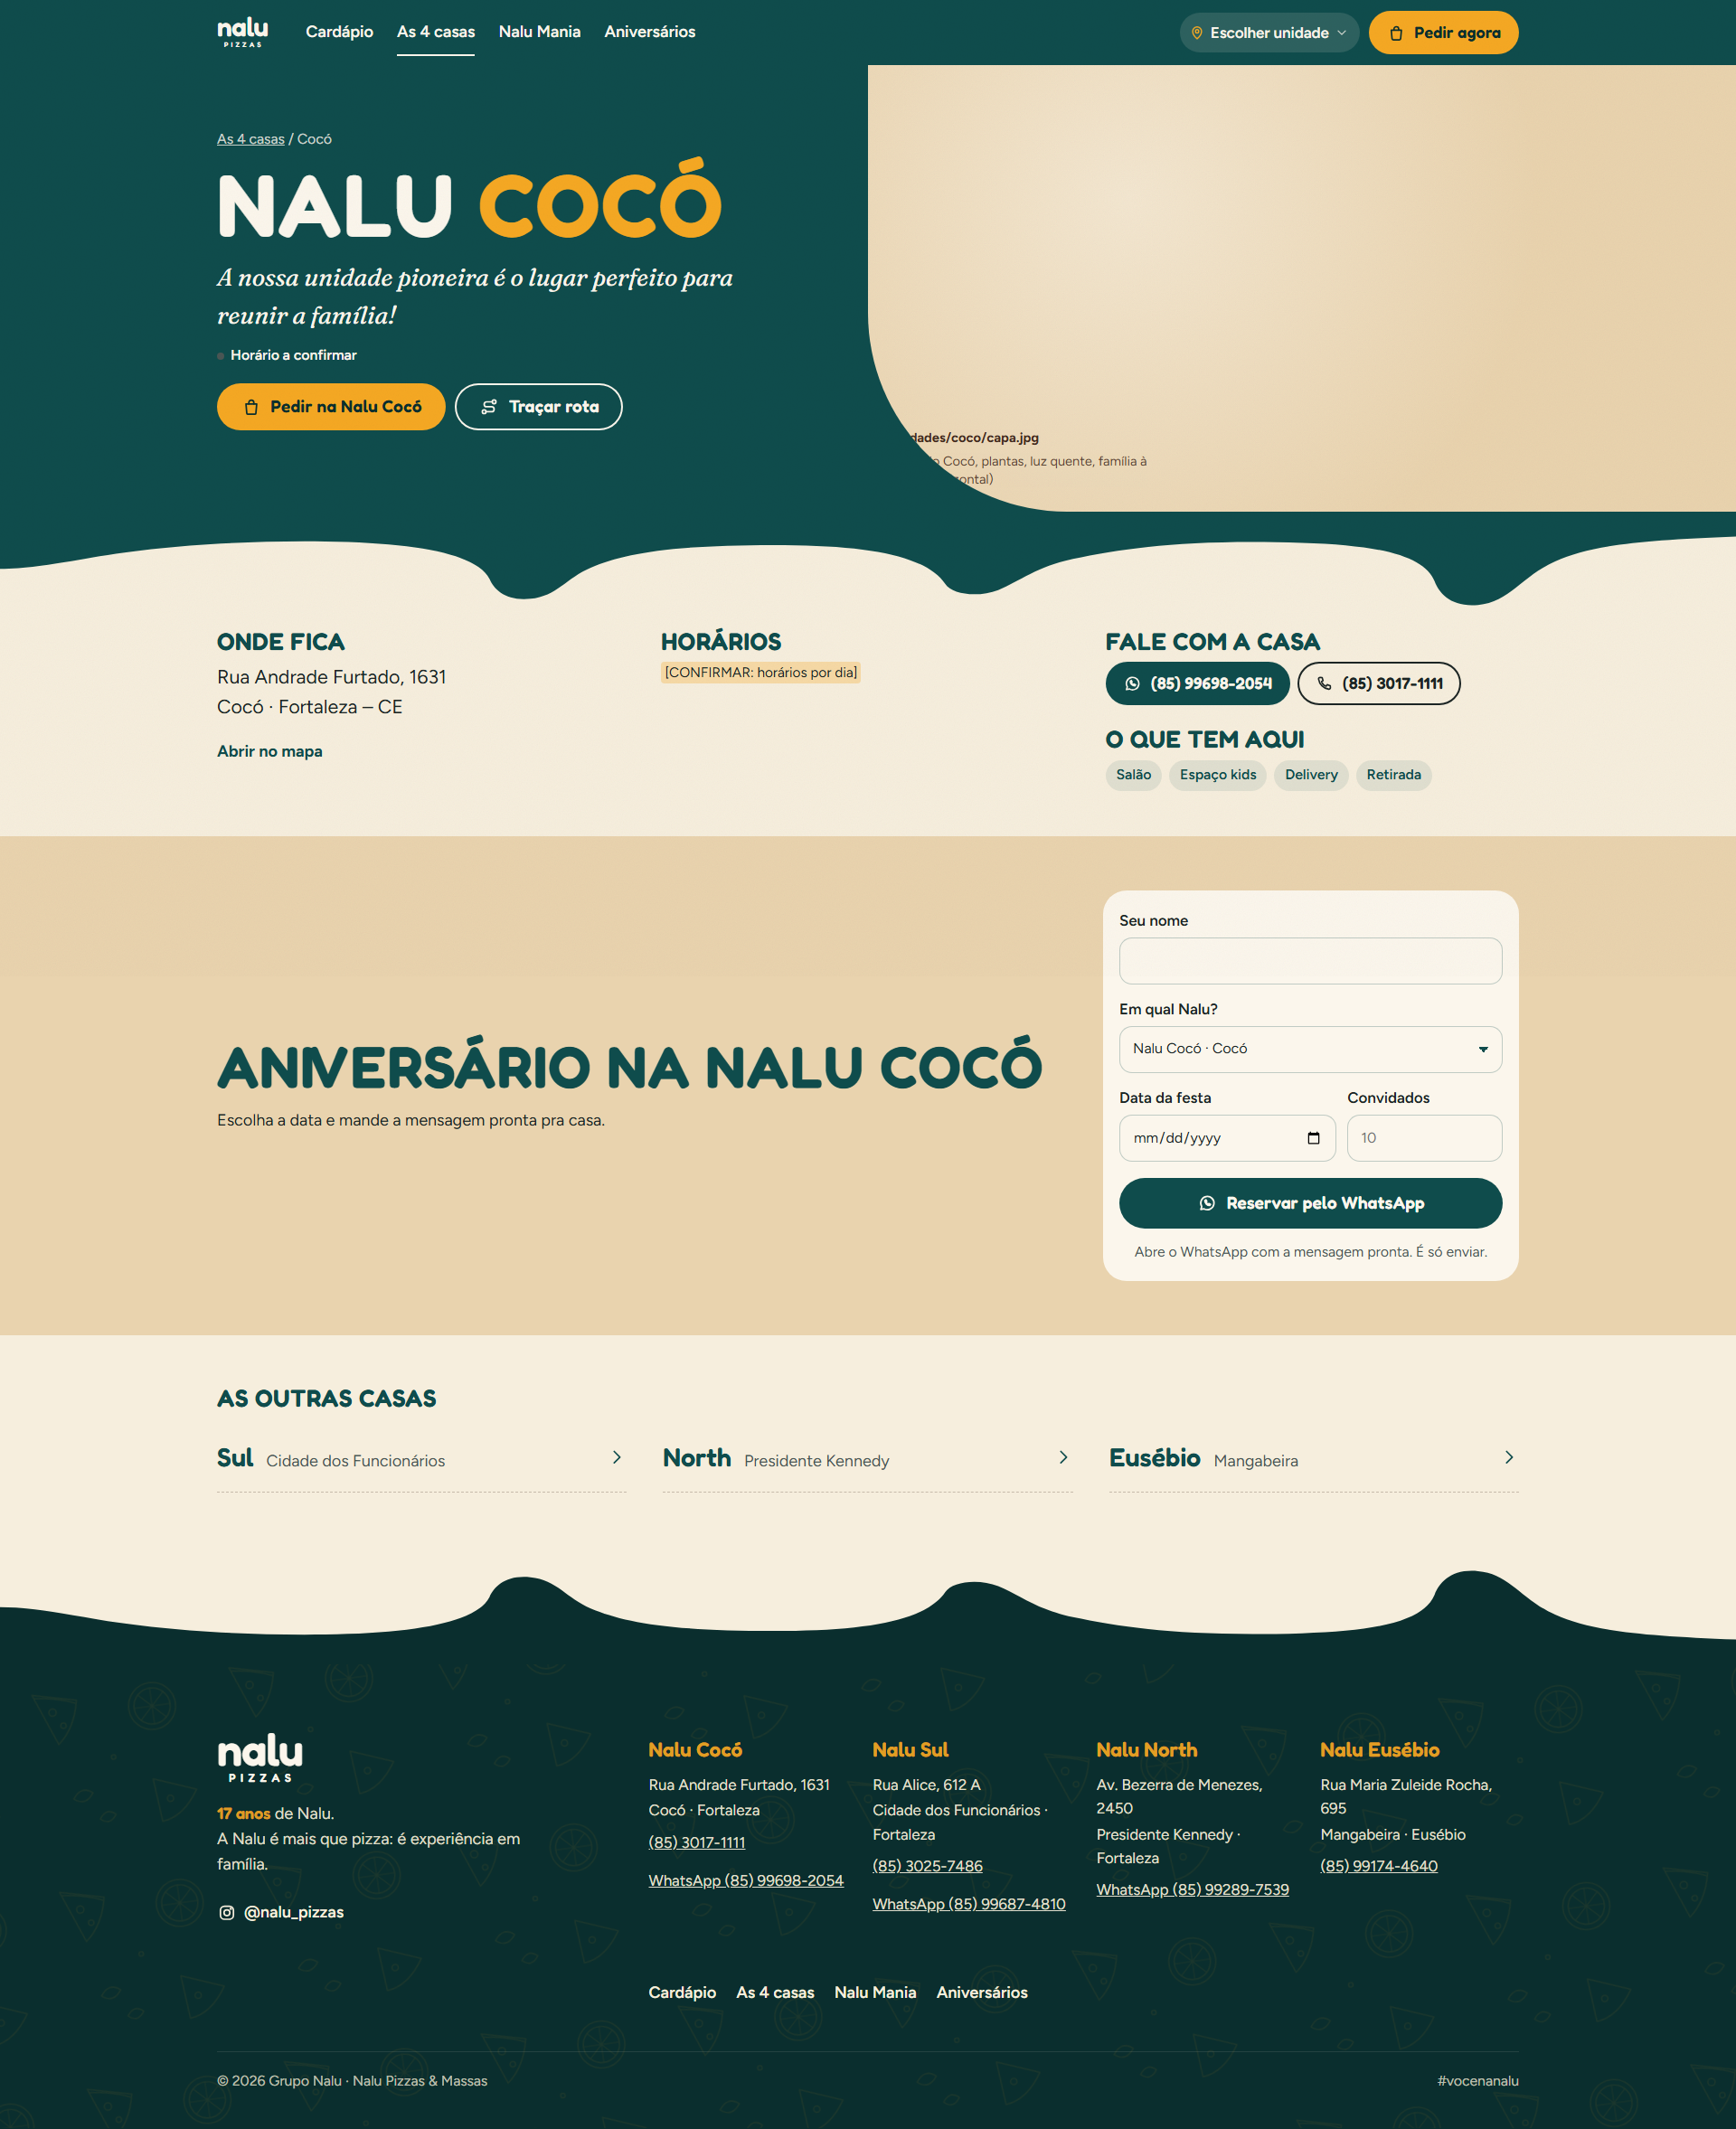 nalu
PIZZAS
Cardápio
As 4 casas
Nalu Mania
Aniversários
Escolher unidade
Pedir agora
As 4 casas / Cocó
NALU COCÓ
A nossa unidade pioneira é o lugar perfeito para
reunir a família!
Horário a confirmar
Pedir na Nalu Cocó
Traçar rota
dades/coco/capa.jpg
Cocó, plantas, luz quente, família à
ontal)
ONDE FICA
Rua Andrade Furtado, 1631
Cocó · Fortaleza – CE
Abrir no mapa
HORÁRIOS
[CONFIRMAR: horários por dia]
FALE COM A CASA
(85) 99698-2054
(85) 3017-1111
O QUE TEM AQUI
Salão
Espaço kids
Delivery
Retirada
ANIVERSÁRIO NA NALU COCÓ
Escolha a data e mande a mensagem pronta pra casa.
Seu nome
Em qual Nalu?
Nalu Cocó · Cocó
Data da festa
Convidados
mm/dd/yyyy
10
Reservar pelo WhatsApp
Abre o WhatsApp com a mensagem pronta. É só enviar.
AS OUTRAS CASAS
Sul Cidade dos Funcionários
North Presidente Kennedy
Eusébio Mangabeira
nalu
PIZZAS
17 anos de Nalu.
A Nalu é mais que pizza: é experiência em
família.
@nalu_pizzas
Nalu Cocó
Rua Andrade Furtado, 1631
Cocó · Fortaleza
(85) 3017-1111
WhatsApp (85) 99698-2054
Nalu Sul
Rua Alice, 612 A
Cidade dos Funcionários ·
Fortaleza
(85) 3025-7486
WhatsApp (85) 99687-4810
Nalu North
Av. Bezerra de Menezes,
2450
Presidente Kennedy ·
Fortaleza
WhatsApp (85) 99289-7539
Nalu Eusébio
Rua Maria Zuleide Rocha,
695
Mangabeira · Eusébio
(85) 99174-4640
Cardápio
As 4 casas
Nalu Mania
Aniversários
© 2026 Grupo Nalu · Nalu Pizzas & Massas
#vocenanalu